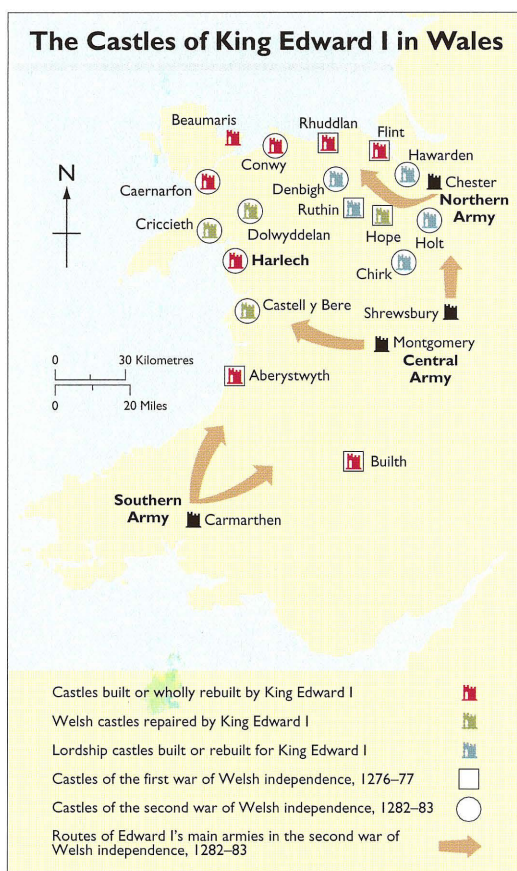 The Castles of King Edward I in Wales
Beaumaris
Rhuddlan
Flint
Conwy
Hawarden
N
Caernarfon
Denbigh
Chester
Northern
Army
Ruthin
Criccieth
Dolwyddelan
Hope
Holt
Harlech
Chirk
Castell y Bere
Shrewsbury
Montgomery
Central
Army
0 30 Kilometres
0 20 Miles
Aberystwyth
Builth
Southern
Army
Carmarthen
Castles built or wholly rebuilt by King Edward I
Welsh castles repaired by King Edward I
Lordship castles built or rebuilt for King Edward I
Castles of the first war of Welsh independence, 1276–77
Castles of the second war of Welsh independence, 1282–83
Routes of Edward I's main armies in the second war of
Welsh independence, 1282–83